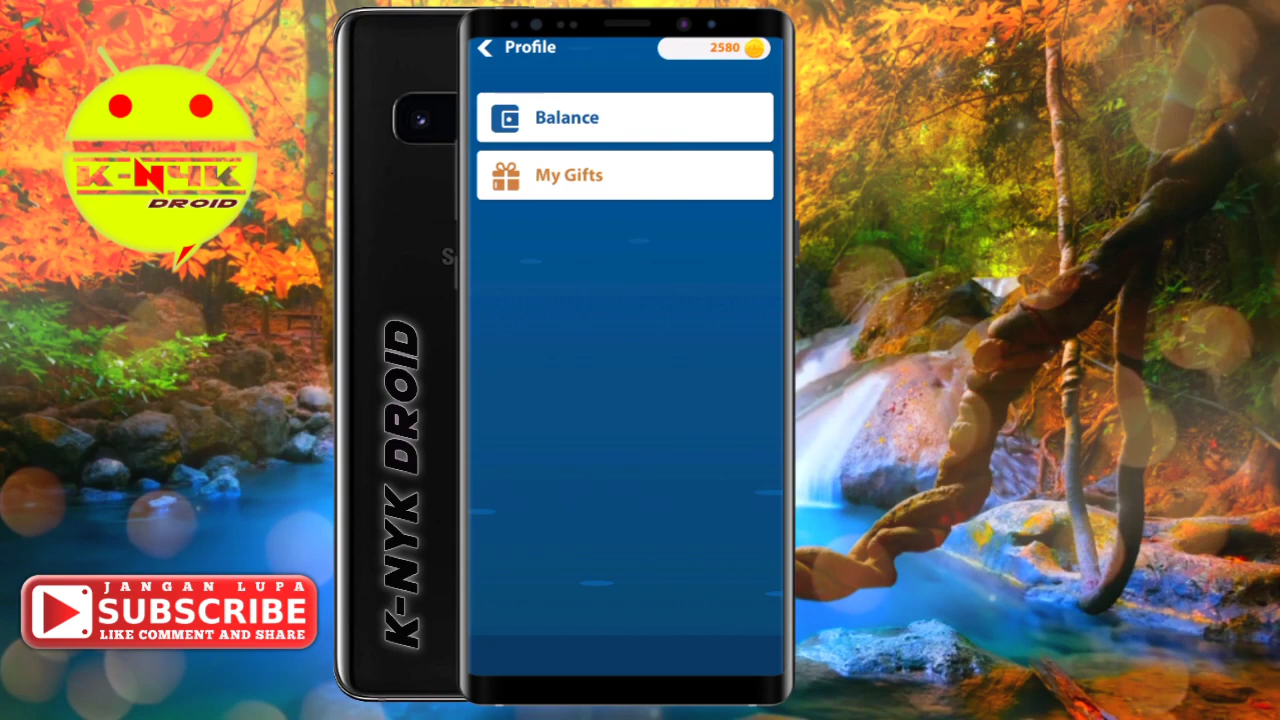 Profile
2580
Balance
My Gifts
K-NYK
DROID
K-NYK DROID
JANGAN LUPA
SUBSCRIBE
LIKE COMMENT AND SHARE